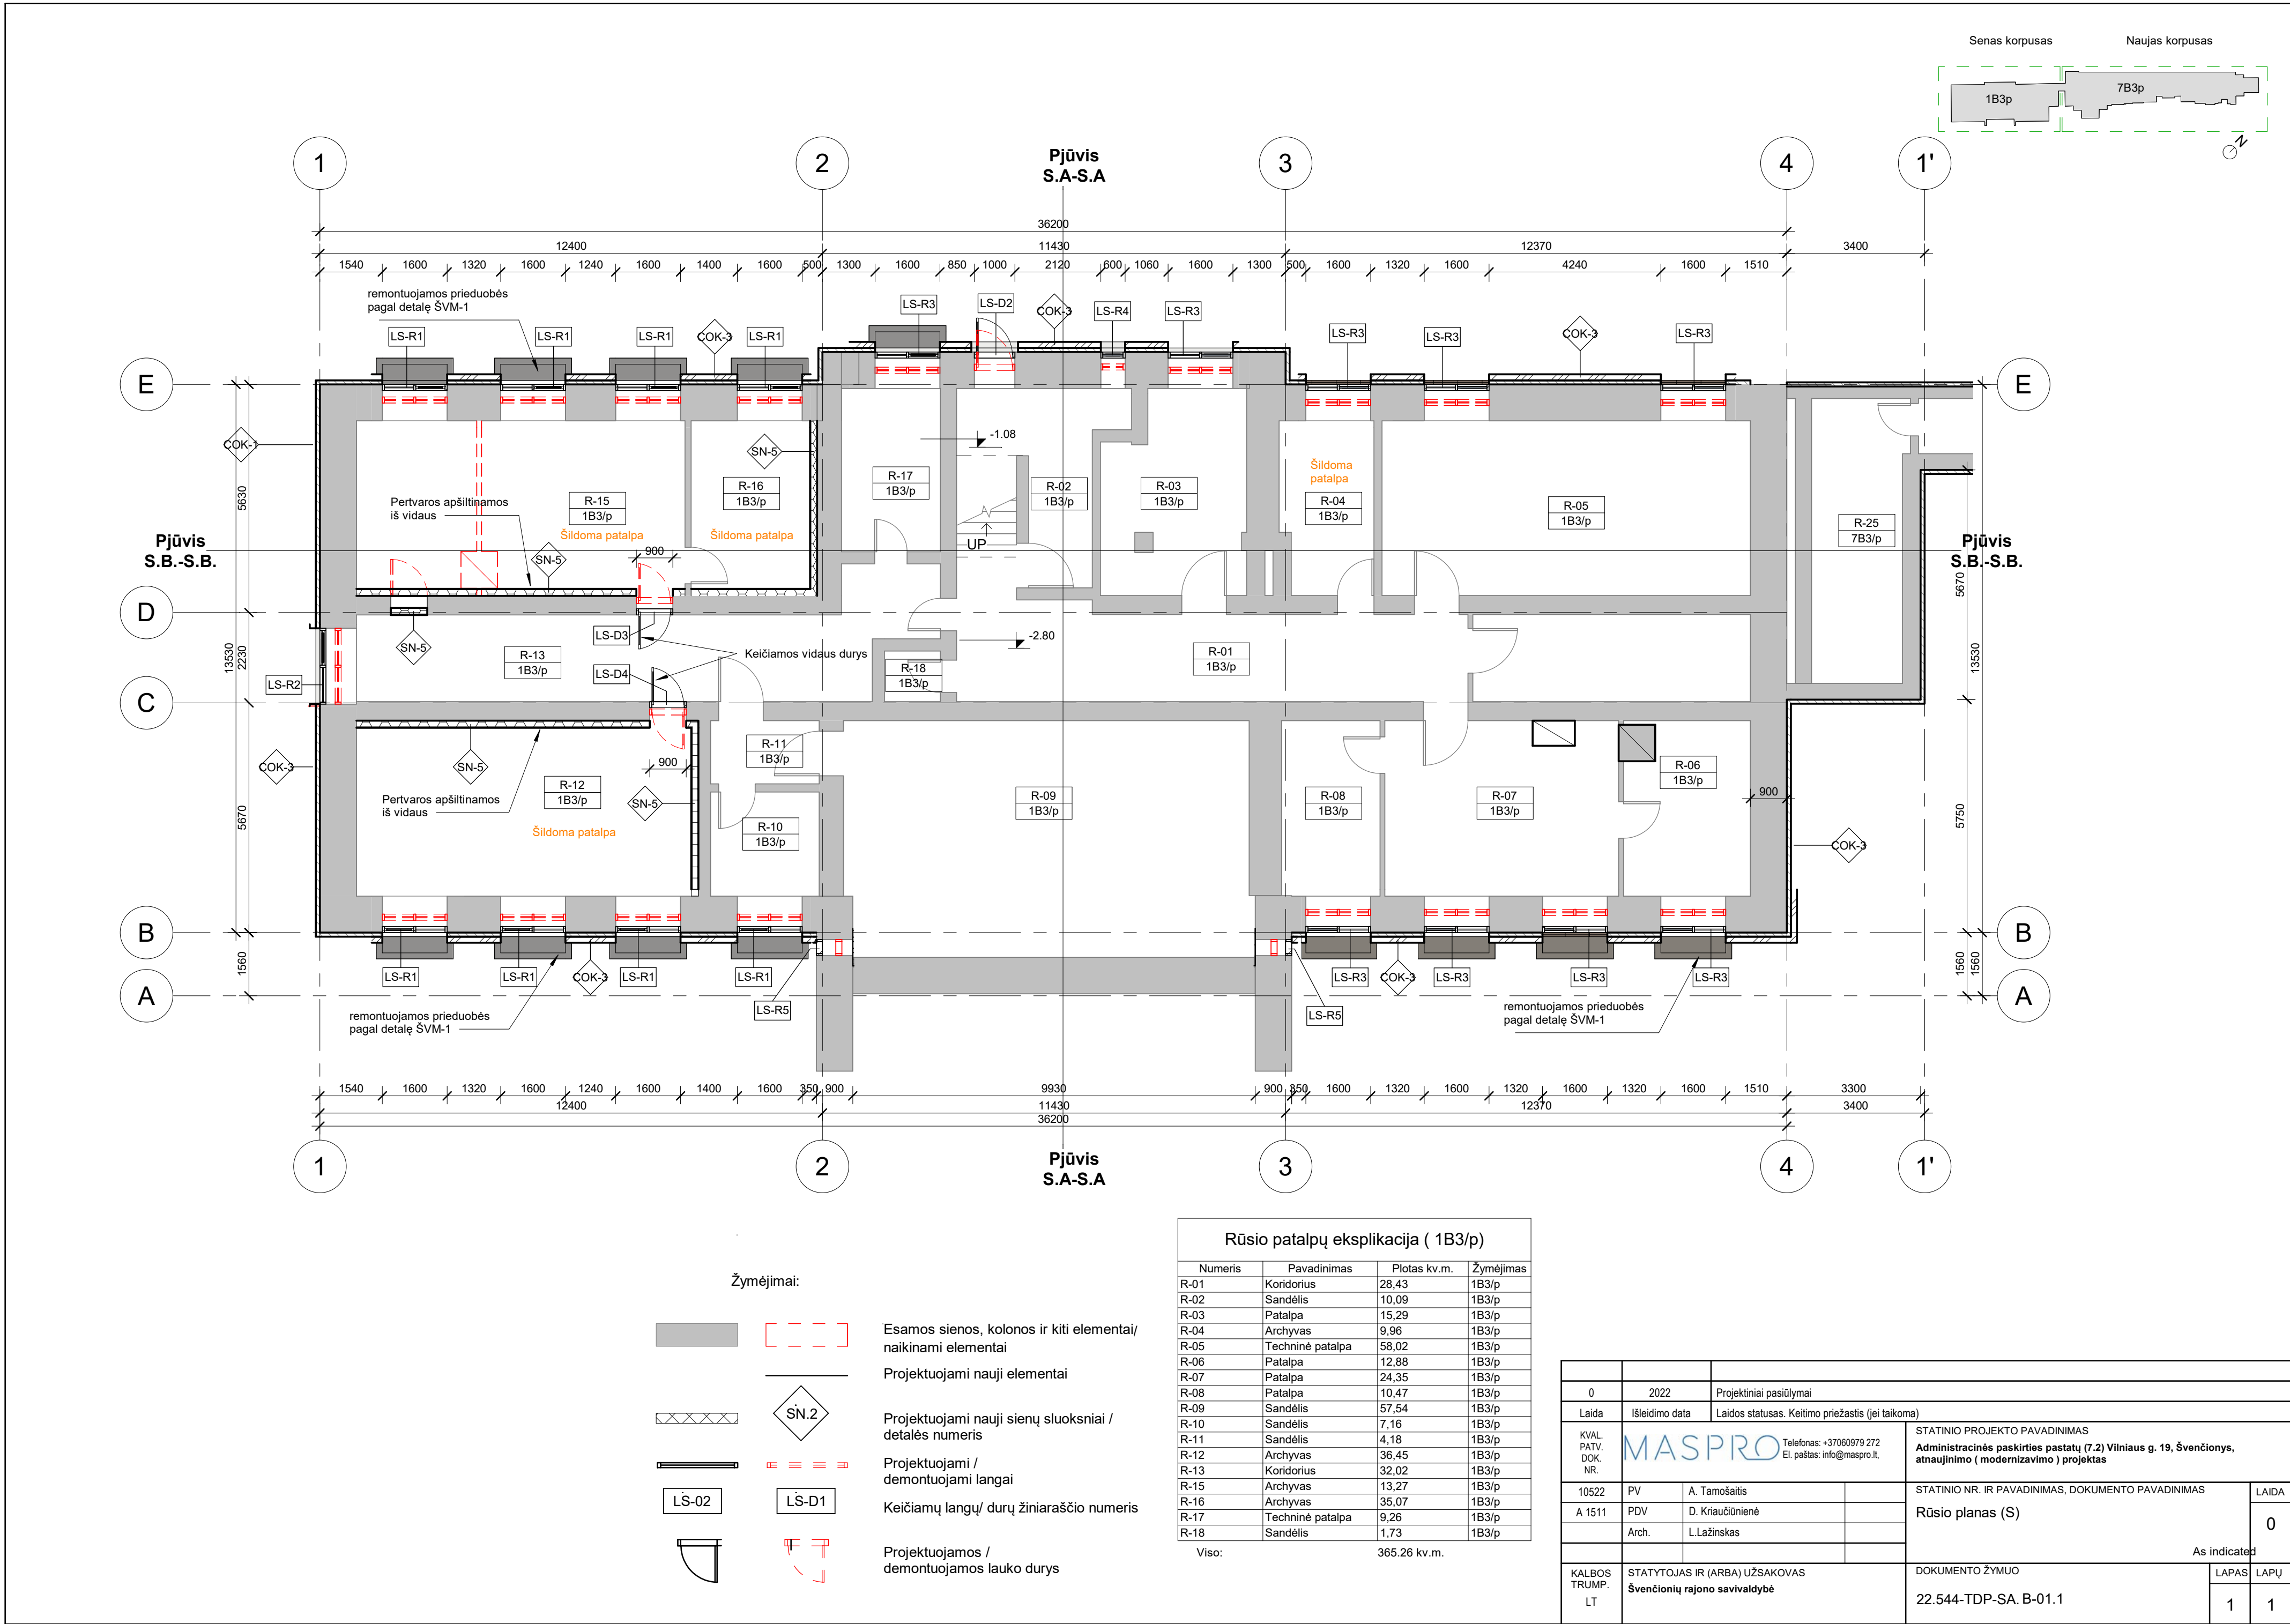 Senas korpusas Naujas korpusas
1B3p 7B3p
N
1 2 3 4 1'
Pjūvis
S.A-S.A
36200
12400 11430 12370 3400
1540 1600 1320 1600 1240 1600 1400 1600 500 1300 1600 850 1000 2120 600 1060 1600 1300 500 1600 1320 1600 4240 1600 1510
remontuojamos prieduobės
pagal detalę ŠVM-1
LS-R3 LS-D2 COK-3 LS-R4 LS-R3
LS-R1 LS-R1 LS-R1 COK-3 LS-R1 LS-R3 LS-R3 COK-3 LS-R3
E E
COK-1
-1.08
SN-5
Šildoma
patalpa
R-17
1B3/p
R-16
1B3/p
R-02
1B3/p
R-03
1B3/p
R-04
1B3/p
R-05
1B3/p
R-15
1B3/p
R-25
7B3/p
Pertvaros apšiltinamos
iš vidaus
5630
Šildoma patalpa Šildoma patalpa
UP
Pjūvis
S.B.-S.B.
Pjūvis
S.B.-S.B.
900
SN-5
5670
D
LS-D3
SN-5
-2.80
13530
2230
13530
R-13
1B3/p
Keičiamos vidaus durys
R-01
1B3/p
R-18
1B3/p
LS-D4
LS-R2
C
COK-3
SN-5
900
R-11
1B3/p
R-12
1B3/p
R-06
1B3/p
900
Pertvaros apšiltinamos
iš vidaus
SN-5
R-09
1B3/p
R-08
1B3/p
R-07
1B3/p
5670
5750
Šildoma patalpa
R-10
1B3/p
COK-3
B B
1560 1560 1560
LS-R1 LS-R1 COK-3 LS-R1 LS-R1 LS-R3 COK-3 LS-R3 LS-R3 LS-R3
A A
LS-R5 LS-R5
remontuojamos prieduobės
pagal detalę ŠVM-1
remontuojamos prieduobės
pagal detalę ŠVM-1
1540 1600 1320 1600 1240 1600 1400 1600 350 900 9930 900 350 1600 1320 1600 1320 1600 1320 1600 1510 3300
12400 11430 12370 3400
36200
1 2 3 4 1'
Pjūvis
S.A-S.A
Žymėjimai:
Esamos sienos, kolonos ir kiti elementai/
naikinami elementai
Projektuojami nauji elementai
SN.2
Projektuojami nauji sienų sluoksniai /
detalės numeris
Projektuojami /
demontuojami langai
LS-02 LS-D1
Keičiamų langų/ durų žiniaraščio numeris
Projektuojamos /
demontuojamos lauko durys
Rūsio patalpų eksplikacija ( 1B3/p)
Numeris Pavadinimas Plotas kv.m. Žymėjimas
R-01 Koridorius 28,43 1B3/p
R-02 Sandėlis 10,09 1B3/p
R-03 Patalpa 15,29 1B3/p
R-04 Archyvas 9,96 1B3/p
R-05 Techninė patalpa 58,02 1B3/p
R-06 Patalpa 12,88 1B3/p
R-07 Patalpa 24,35 1B3/p
R-08 Patalpa 10,47 1B3/p
R-09 Sandėlis 57,54 1B3/p
R-10 Sandėlis 7,16 1B3/p
R-11 Sandėlis 4,18 1B3/p
R-12 Archyvas 36,45 1B3/p
R-13 Koridorius 32,02 1B3/p
R-15 Archyvas 13,27 1B3/p
R-16 Archyvas 35,07 1B3/p
R-17 Techninė patalpa 9,26 1B3/p
R-18 Sandėlis 1,73 1B3/p
Viso: 365.26 kv.m.
0 2022 Projektiniai pasiūlymai
Laida Išleidimo data Laidos statusas. Keitimo priežastis (jei taikoma)
KVAL.
PATV.
DOK.
NR.
MASPRO
Telefonas: +37060979 272
El. paštas: info@maspro.lt,
STATINIO PROJEKTO PAVADINIMAS
Administracinės paskirties pastatų (7.2) Vilniaus g. 19, Švenčionys,
atnaujinimo ( modernizavimo ) projektas
10522 PV A. Tamošaitis
A 1511 PDV D. Kriaučiūnienė
Arch. L.Lažinskas
STATINIO NR. IR PAVADINIMAS, DOKUMENTO PAVADINIMAS LAIDA
Rūsio planas (S)
0
As indicated
KALBOS
TRUMP.
LT
STATYTOJAS IR (ARBA) UŽSAKOVAS
Švenčionių rajono savivaldybė
DOKUMENTO ŽYMUO LAPAS LAPŲ
22.544-TDP-SA. B-01.1 1 1